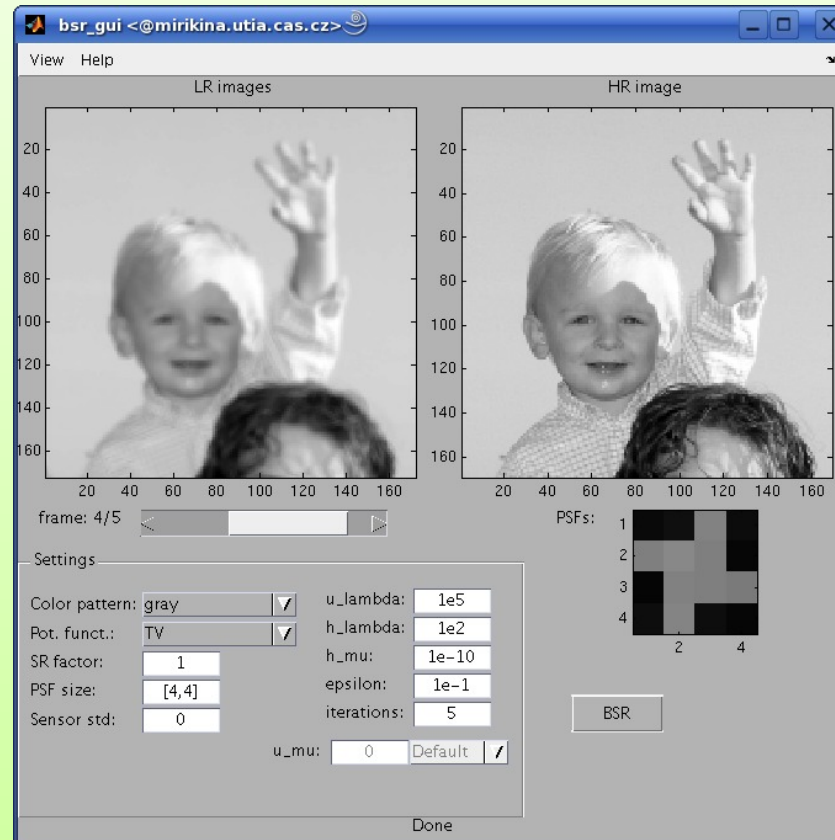 bsr_gui <@mirikina.utia.cas.cz>
View Help
LR images
HR image
20
40
60
80
100
120
140
160
20 40 60 80 100 120 140 160
20
40
60
80
100
120
140
160
20 40 60 80 100 120 140 160
frame: 4/5
PSFs:
1
2
3
4
2 4
Settings
Color pattern: gray
Pot. funct.: TV
SR factor: 1
PSF size: [4,4]
Sensor std: 0
u_lambda: 1e5
h_lambda: 1e2
h_mu: 1e-10
epsilon: 1e-1
iterations: 5
u_mu: 0 Default
BSR
Done